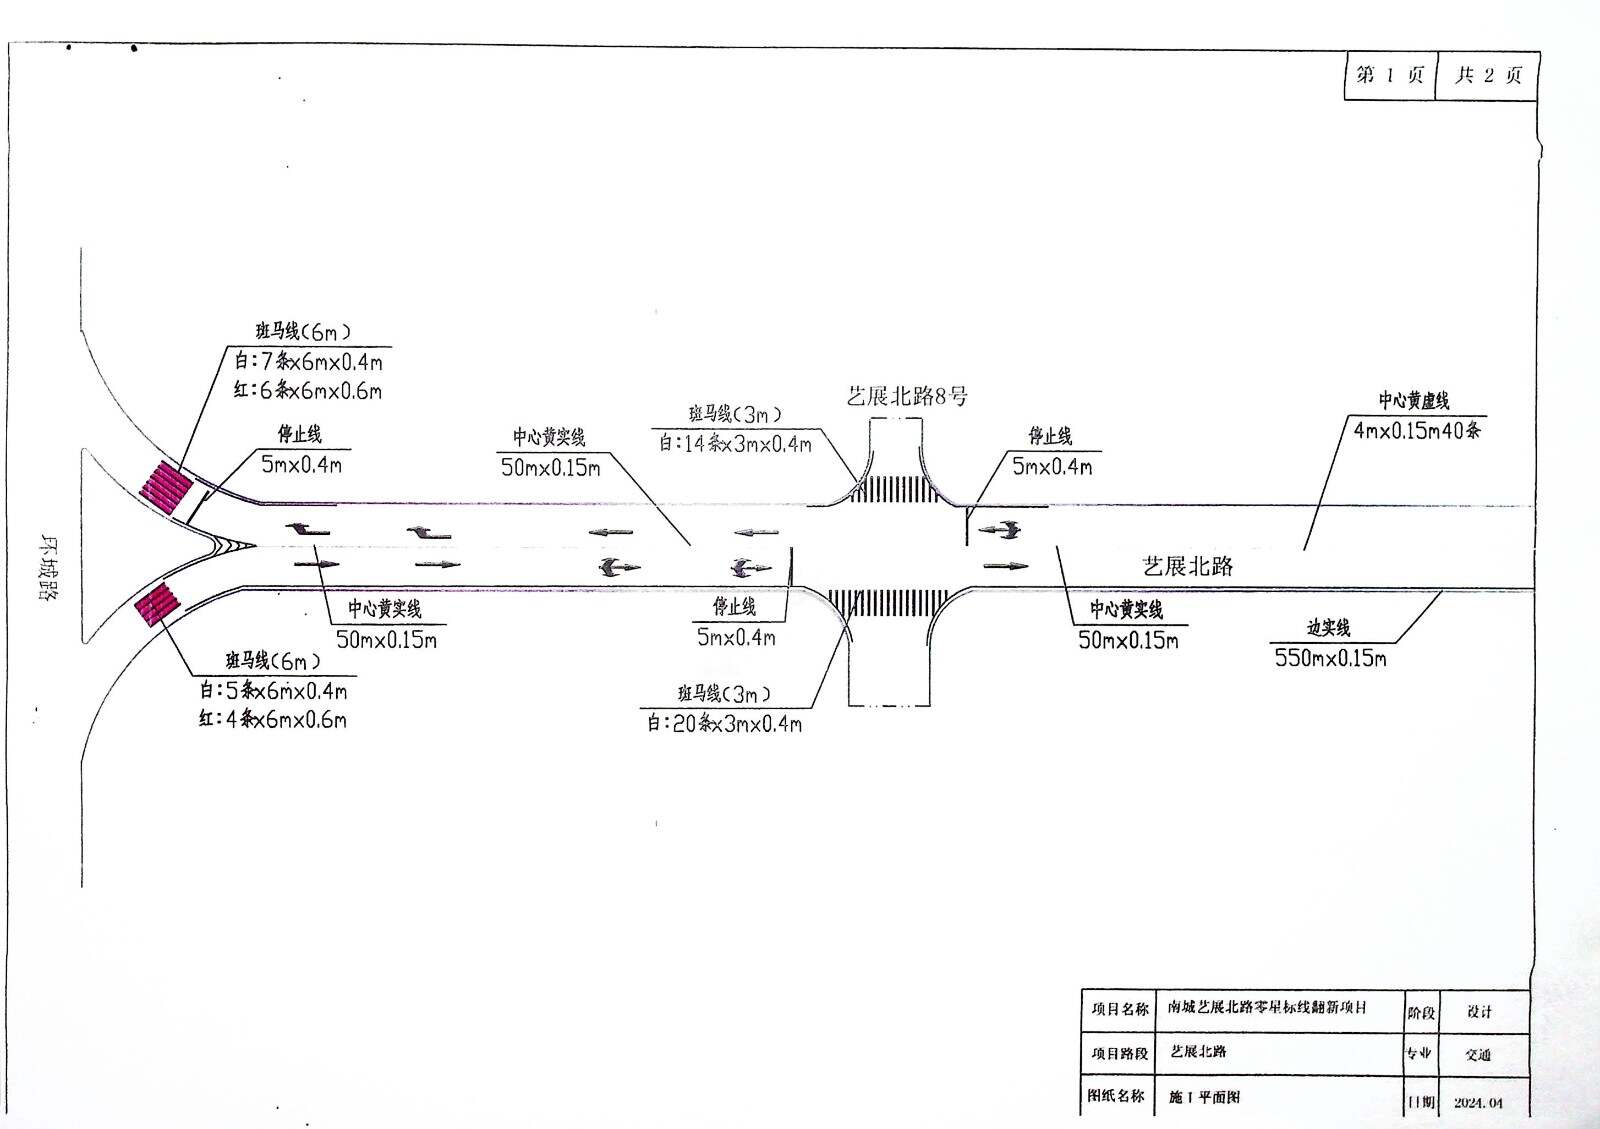 第 1 页 共 2 页
斑马线(6m)
白:7条x6mx0.4m
红:6条x6mx0.6m
停止线
5mx0.4m
中心黄实线
50mx0.15m
斑马线(3m)
白:14条x3mx0.4m
艺展北路8号
停止线
5mx0.4m
中心黄虚线
4mx0.15m40条
环城路
艺展北路
中心黄实线
50mx0.15m
停止线
5mx0.4m
中心黄实线
50mx0.15m
边实线
550mx0.15m
斑马线(6m)
白:5条x6mx0.4m
红:4条x6mx0.6m
斑马线(3m)
白:20条x3mx0.4m
项目名称 南城艺展北路零星标线翻新项目 阶段 设计
项目路段 艺展北路 专业 交通
图纸名称 施工平面图 日期 2024.04